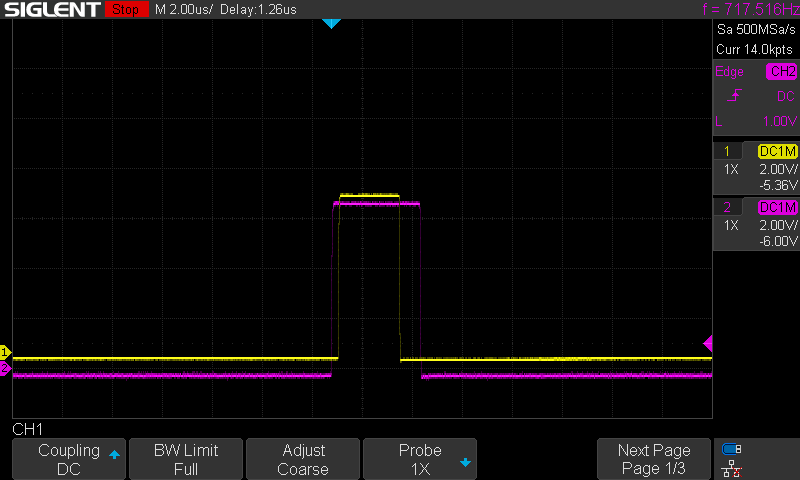 SIGLENT Stop M 2.00us/ Delay:1.26us f = 717.516Hz
Sa 500MSa/s
Curr 14.0kpts
Edge CH2
DC
L 1.00V
1 DC1M
1X 2.00V/
-5.36V
2 DC1M
1X 2.00V/
-6.00V
1
2
CH1
Coupling
DC
BW Limit
Full
Adjust
Coarse
Probe
1X
Next Page
Page 1/3